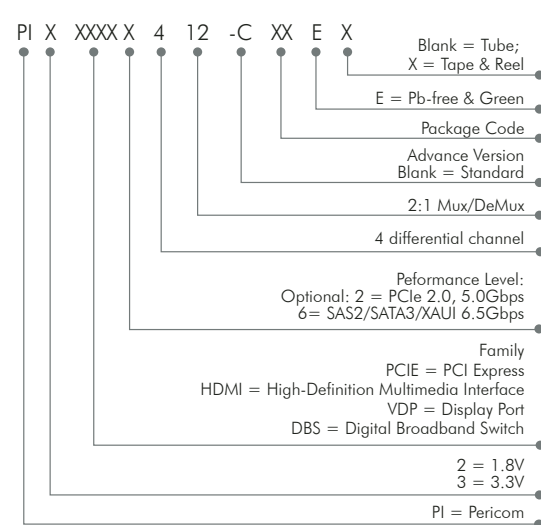 PI X XXXX X 4 12 -C XX E X
Blank = Tube;
X = Tape & Reel
E = Pb-free & Green
Package Code
Advance Version
Blank = Standard
2:1 Mux/DeMux
4 differential channel
Peformance Level:
Optional: 2 = PCIe 2.0, 5.0Gbps
6= SAS2/SATA3/XAUI 6.5Gbps
Family
PCIE = PCI Express
HDMI = High-Definition Multimedia Interface
VDP = Display Port
DBS = Digital Broadband Switch
2 = 1.8V
3 = 3.3V
PI = Pericom